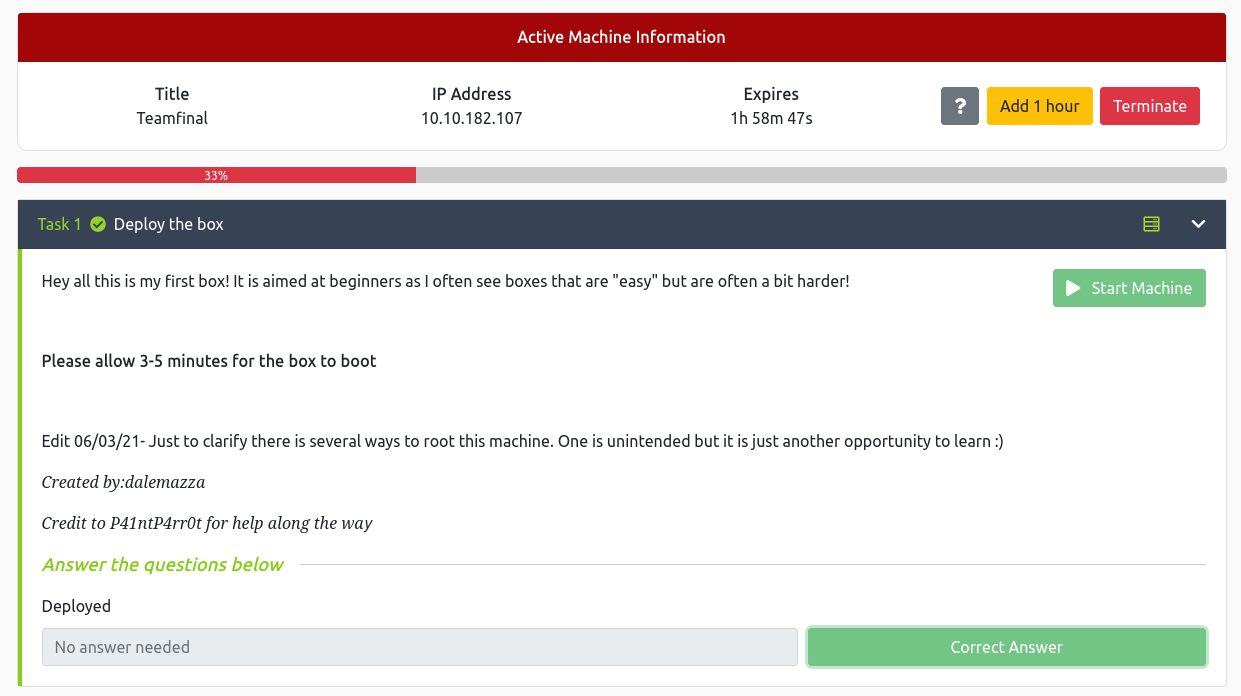 Active Machine Information
Title IP Address Expires
Teamfinal 10.10.182.107 1h 58m 47s
? Add 1 hour Terminate
33%
Task 1 Deploy the box
Hey all this is my first box! It is aimed at beginners as I often see boxes that are "easy" but are often a bit harder!
Start Machine
Please allow 3-5 minutes for the box to boot
Edit 06/03/21- Just to clarify there is several ways to root this machine. One is unintended but it is just another opportunity to learn :)
Created by:dalemazza
Credit to P41ntP4rr0t for help along the way
Answer the questions below
Deployed
No answer needed Correct Answer